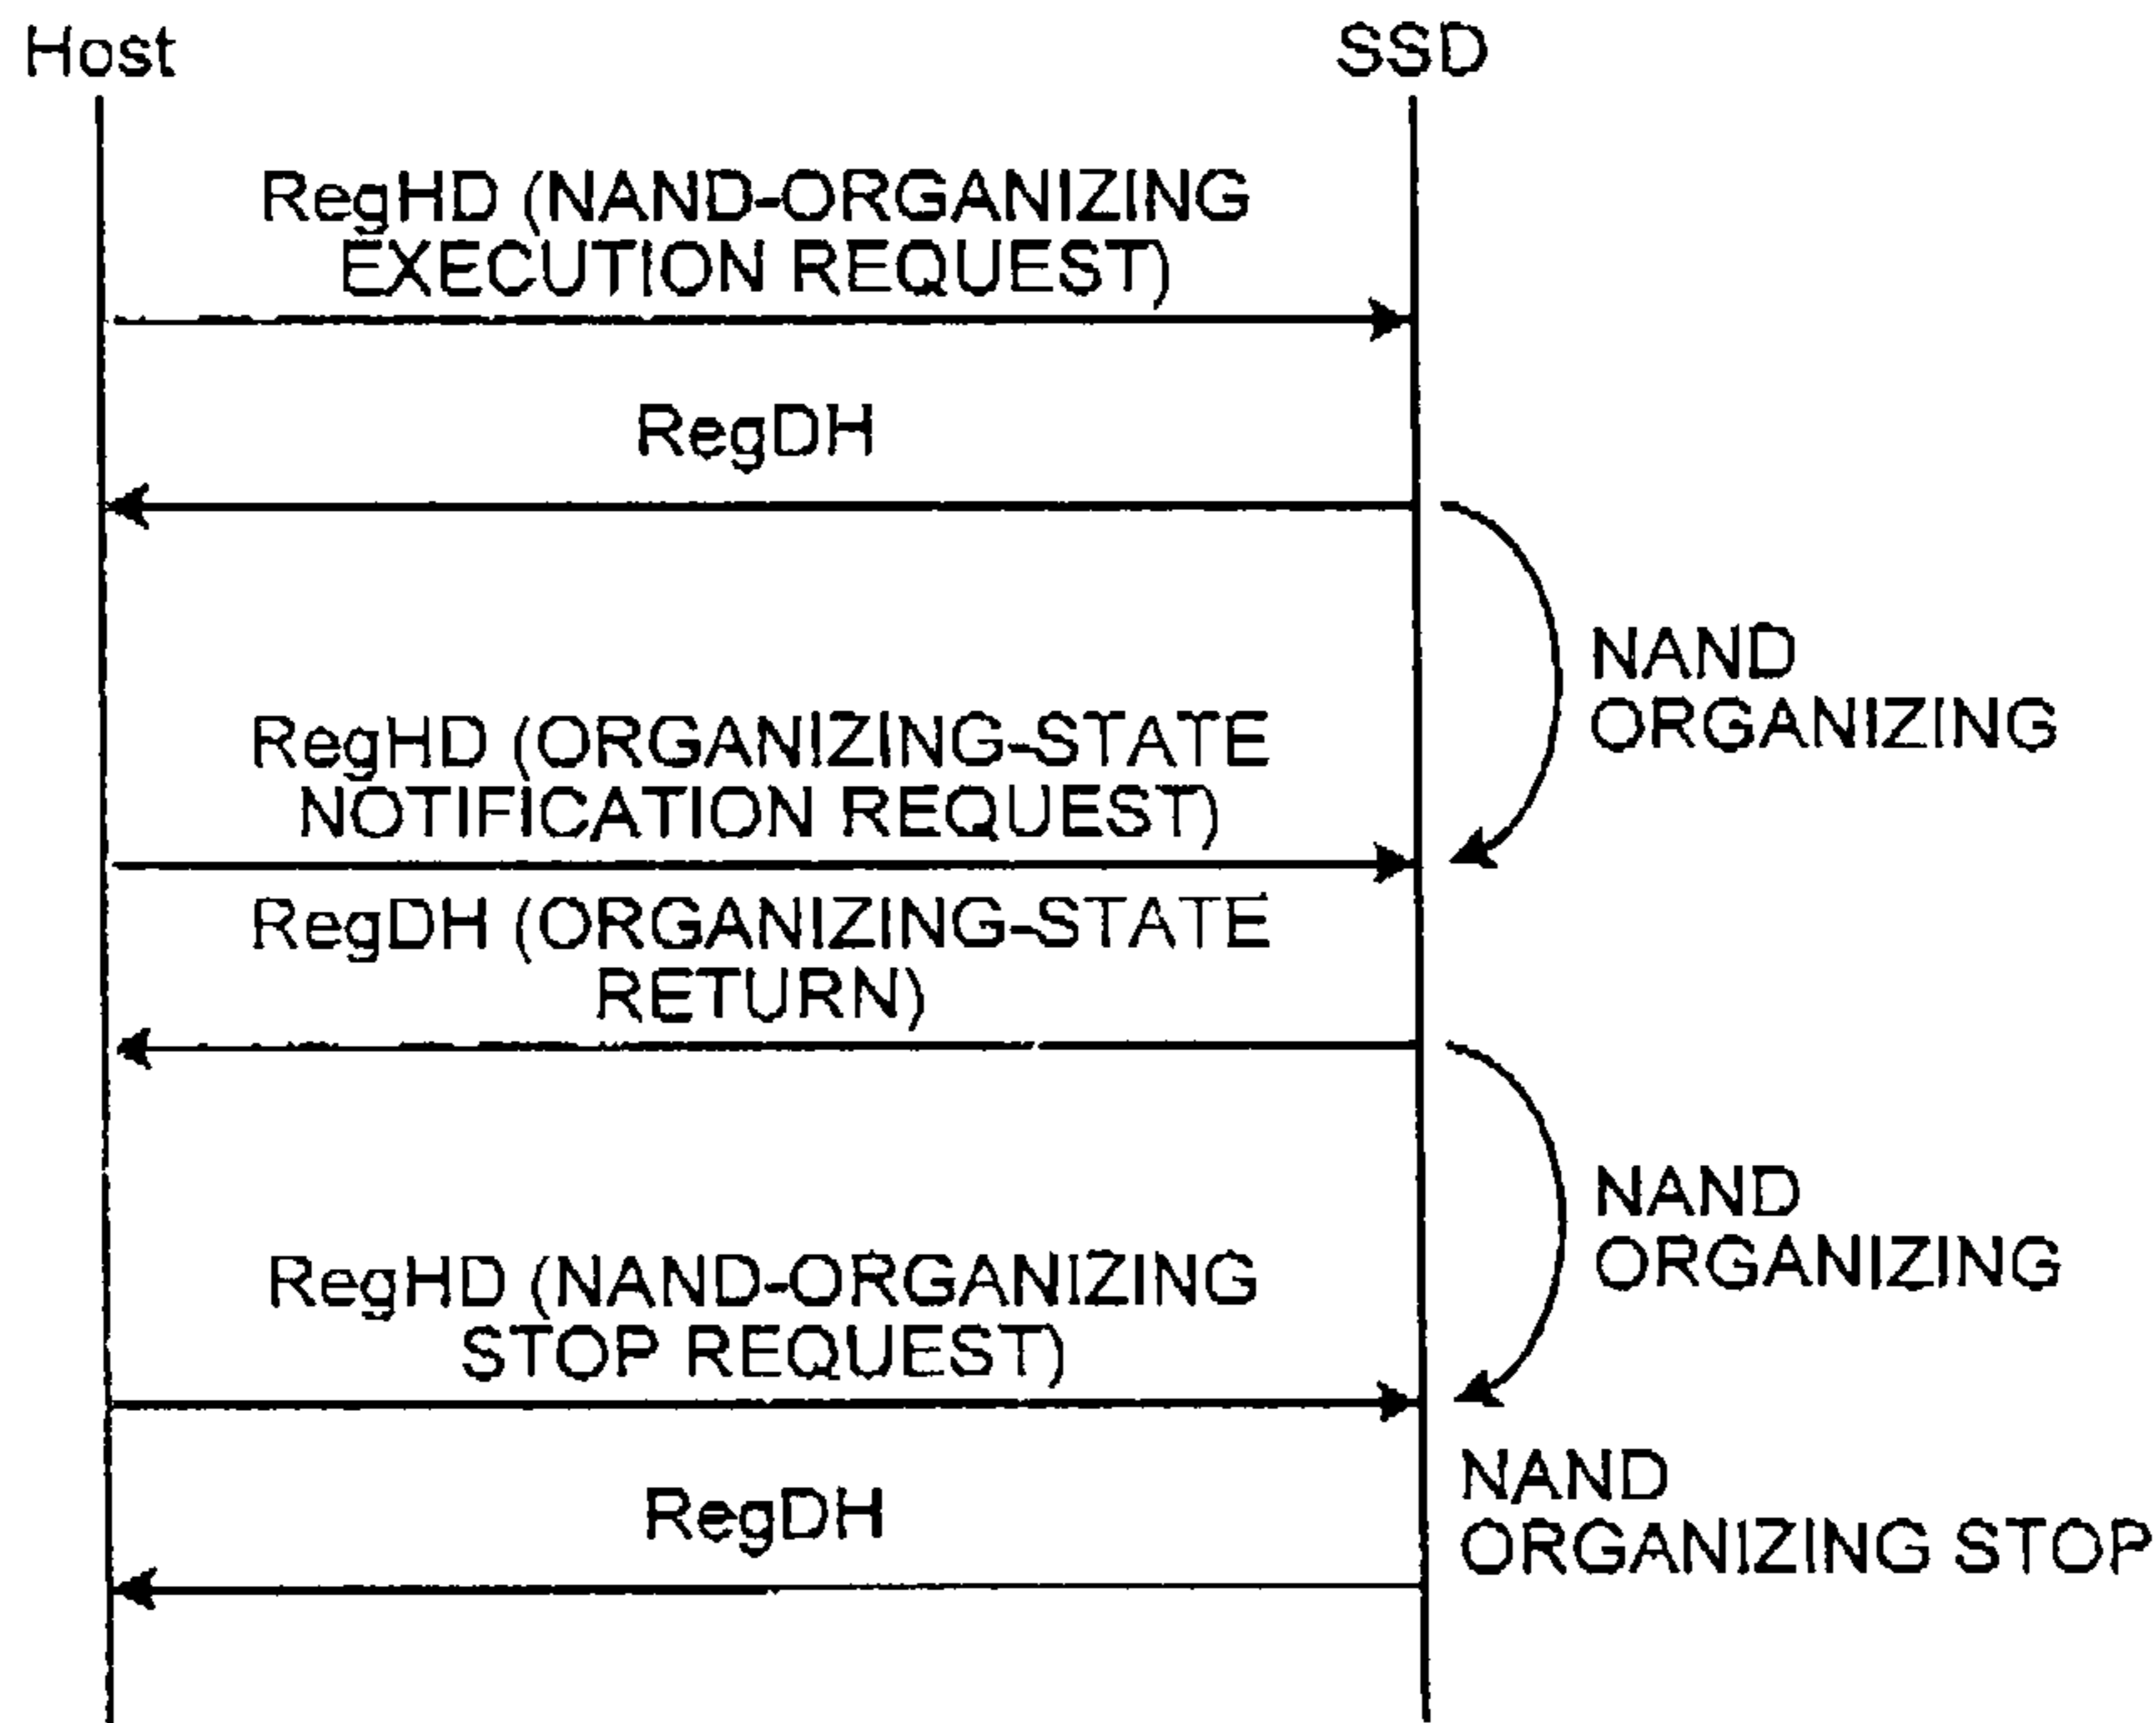 Host
SSD
RegHD (NAND-ORGANIZING
EXECUTION REQUEST)
RegDH
NAND
ORGANIZING
RegHD (ORGANIZING-STATE
NOTIFICATION REQUEST)
RegDH (ORGANIZING-STATE
RETURN)
NAND
ORGANIZING
RegHD (NAND-ORGANIZING
STOP REQUEST)
NAND
ORGANIZING STOP
RegDH